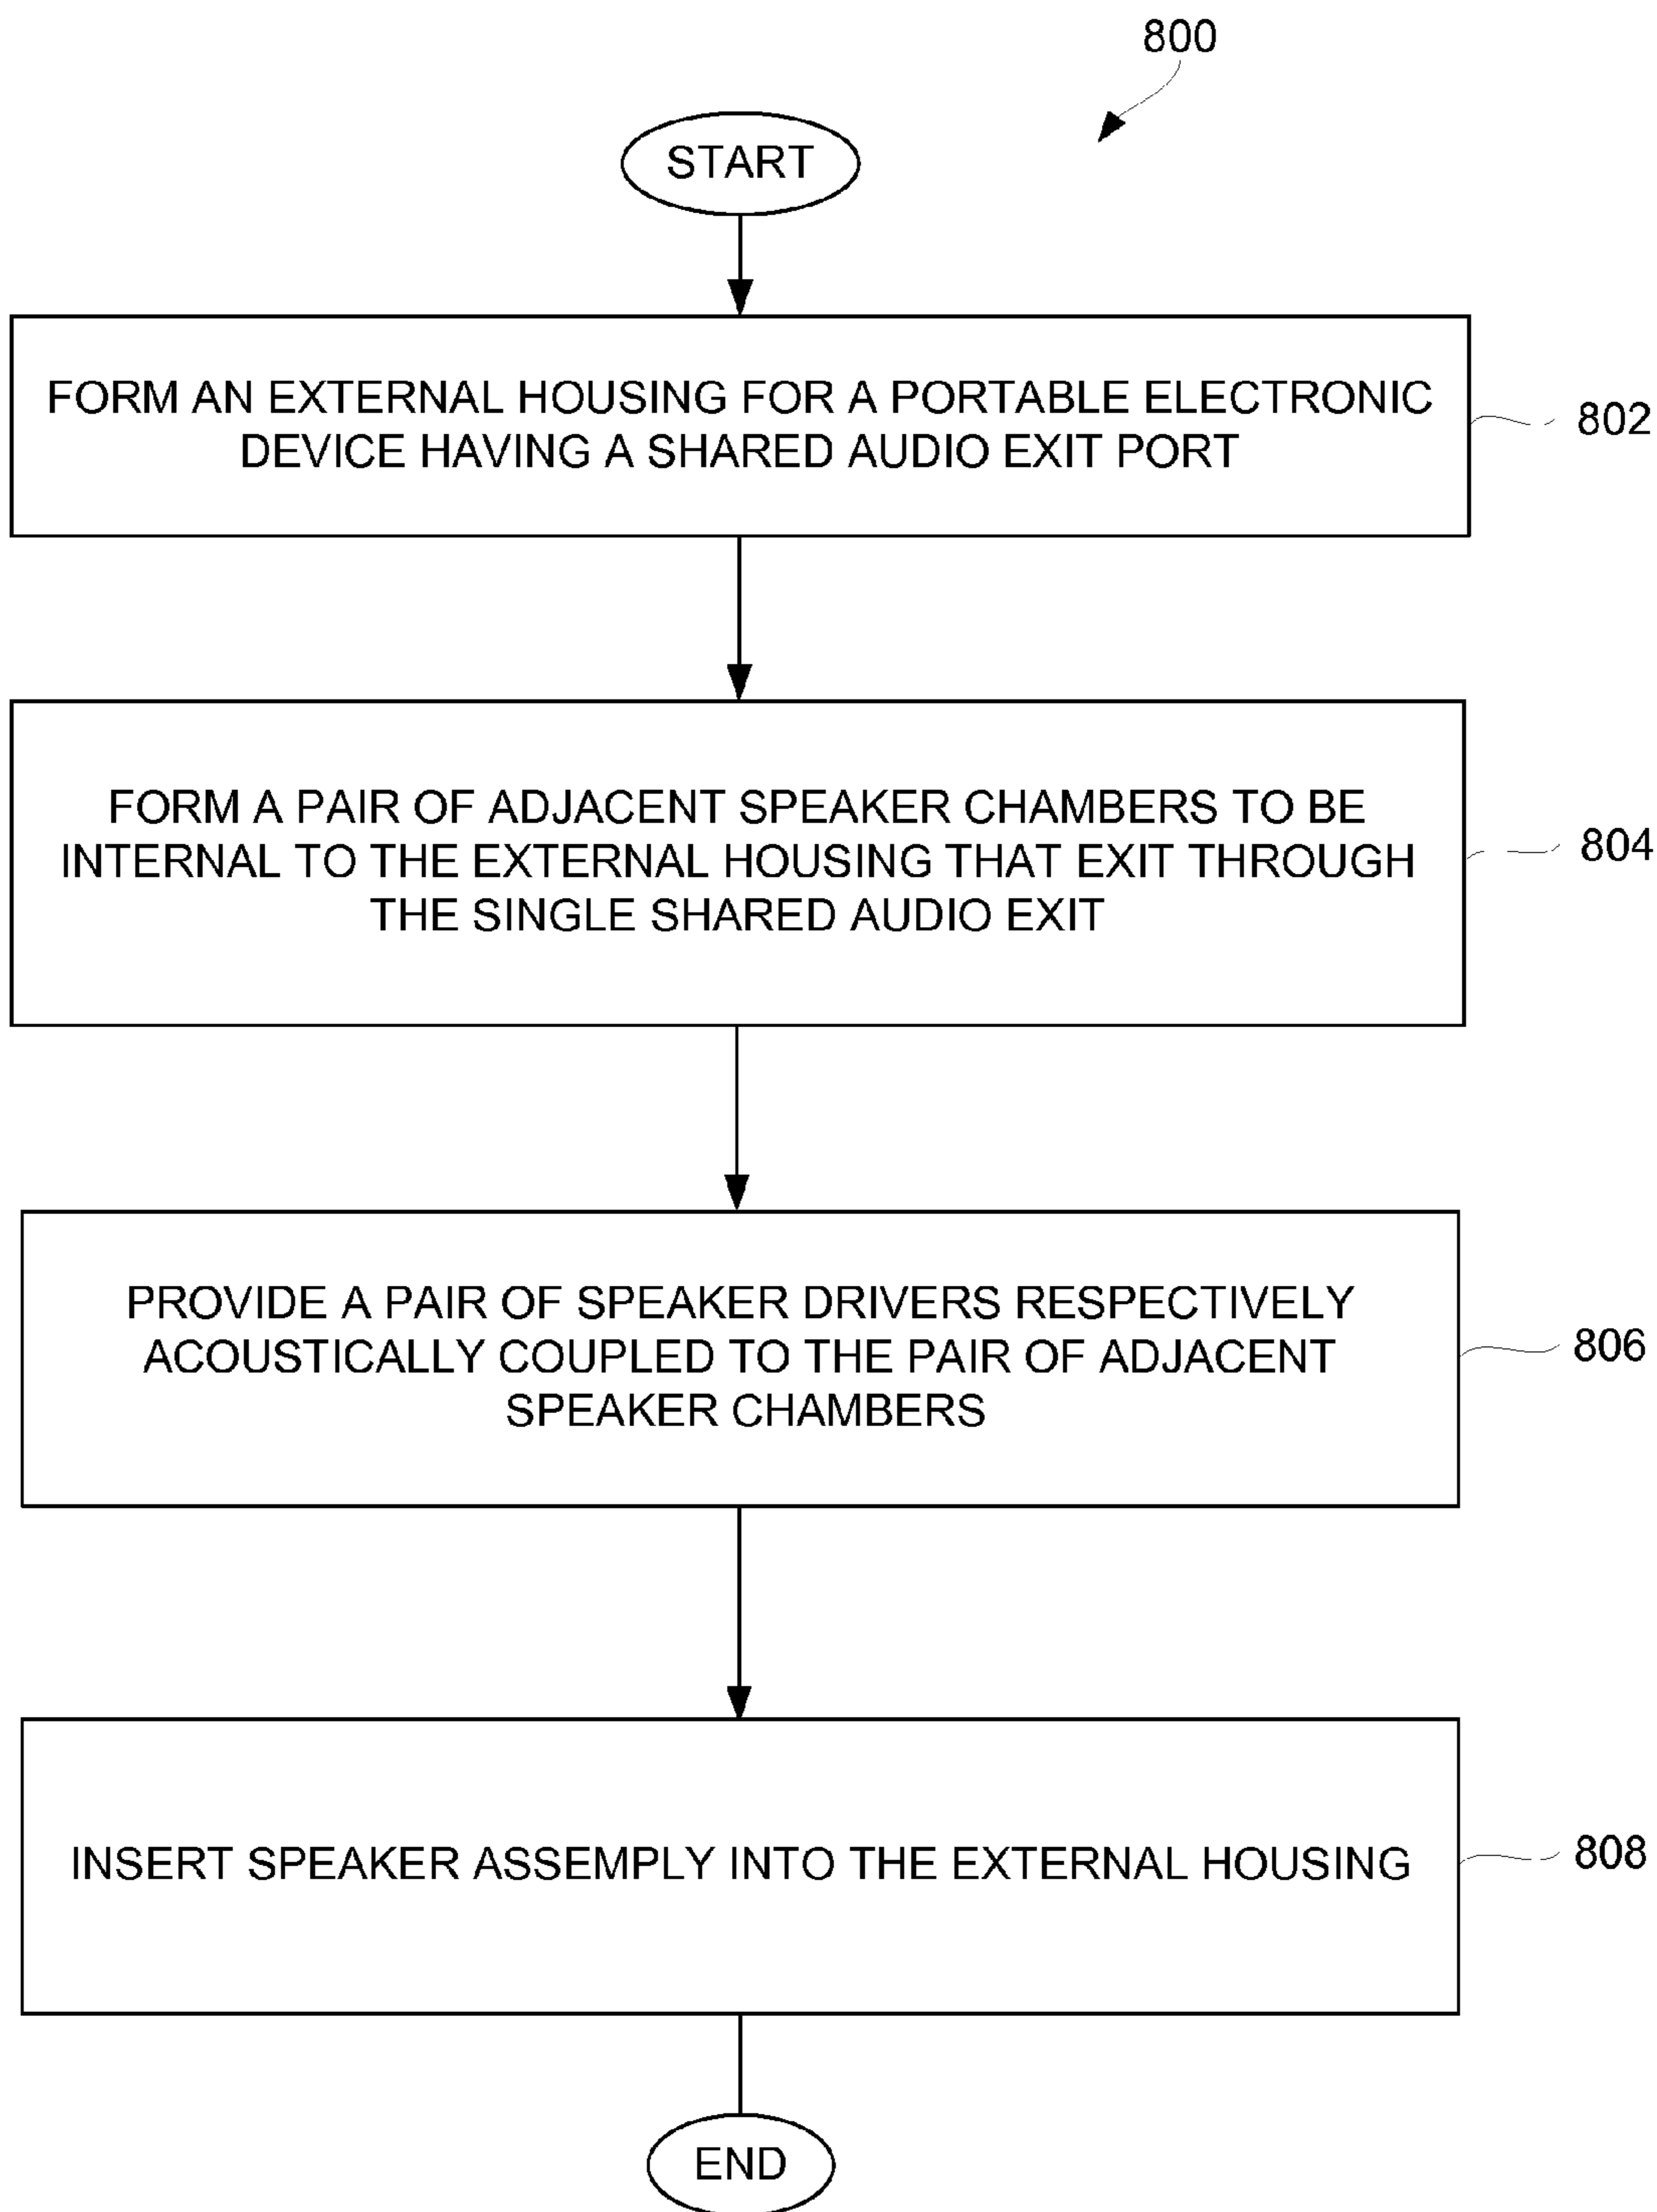 800
START
FORM AN EXTERNAL HOUSING FOR A PORTABLE ELECTRONIC
DEVICE HAVING A SHARED AUDIO EXIT PORT
802
FORM A PAIR OF ADJACENT SPEAKER CHAMBERS TO BE
INTERNAL TO THE EXTERNAL HOUSING THAT EXIT THROUGH
THE SINGLE SHARED AUDIO EXIT
804
PROVIDE A PAIR OF SPEAKER DRIVERS RESPECTIVELY
ACOUSTICALLY COUPLED TO THE PAIR OF ADJACENT
SPEAKER CHAMBERS
806
INSERT SPEAKER ASSEMPLY INTO THE EXTERNAL HOUSING
808
END